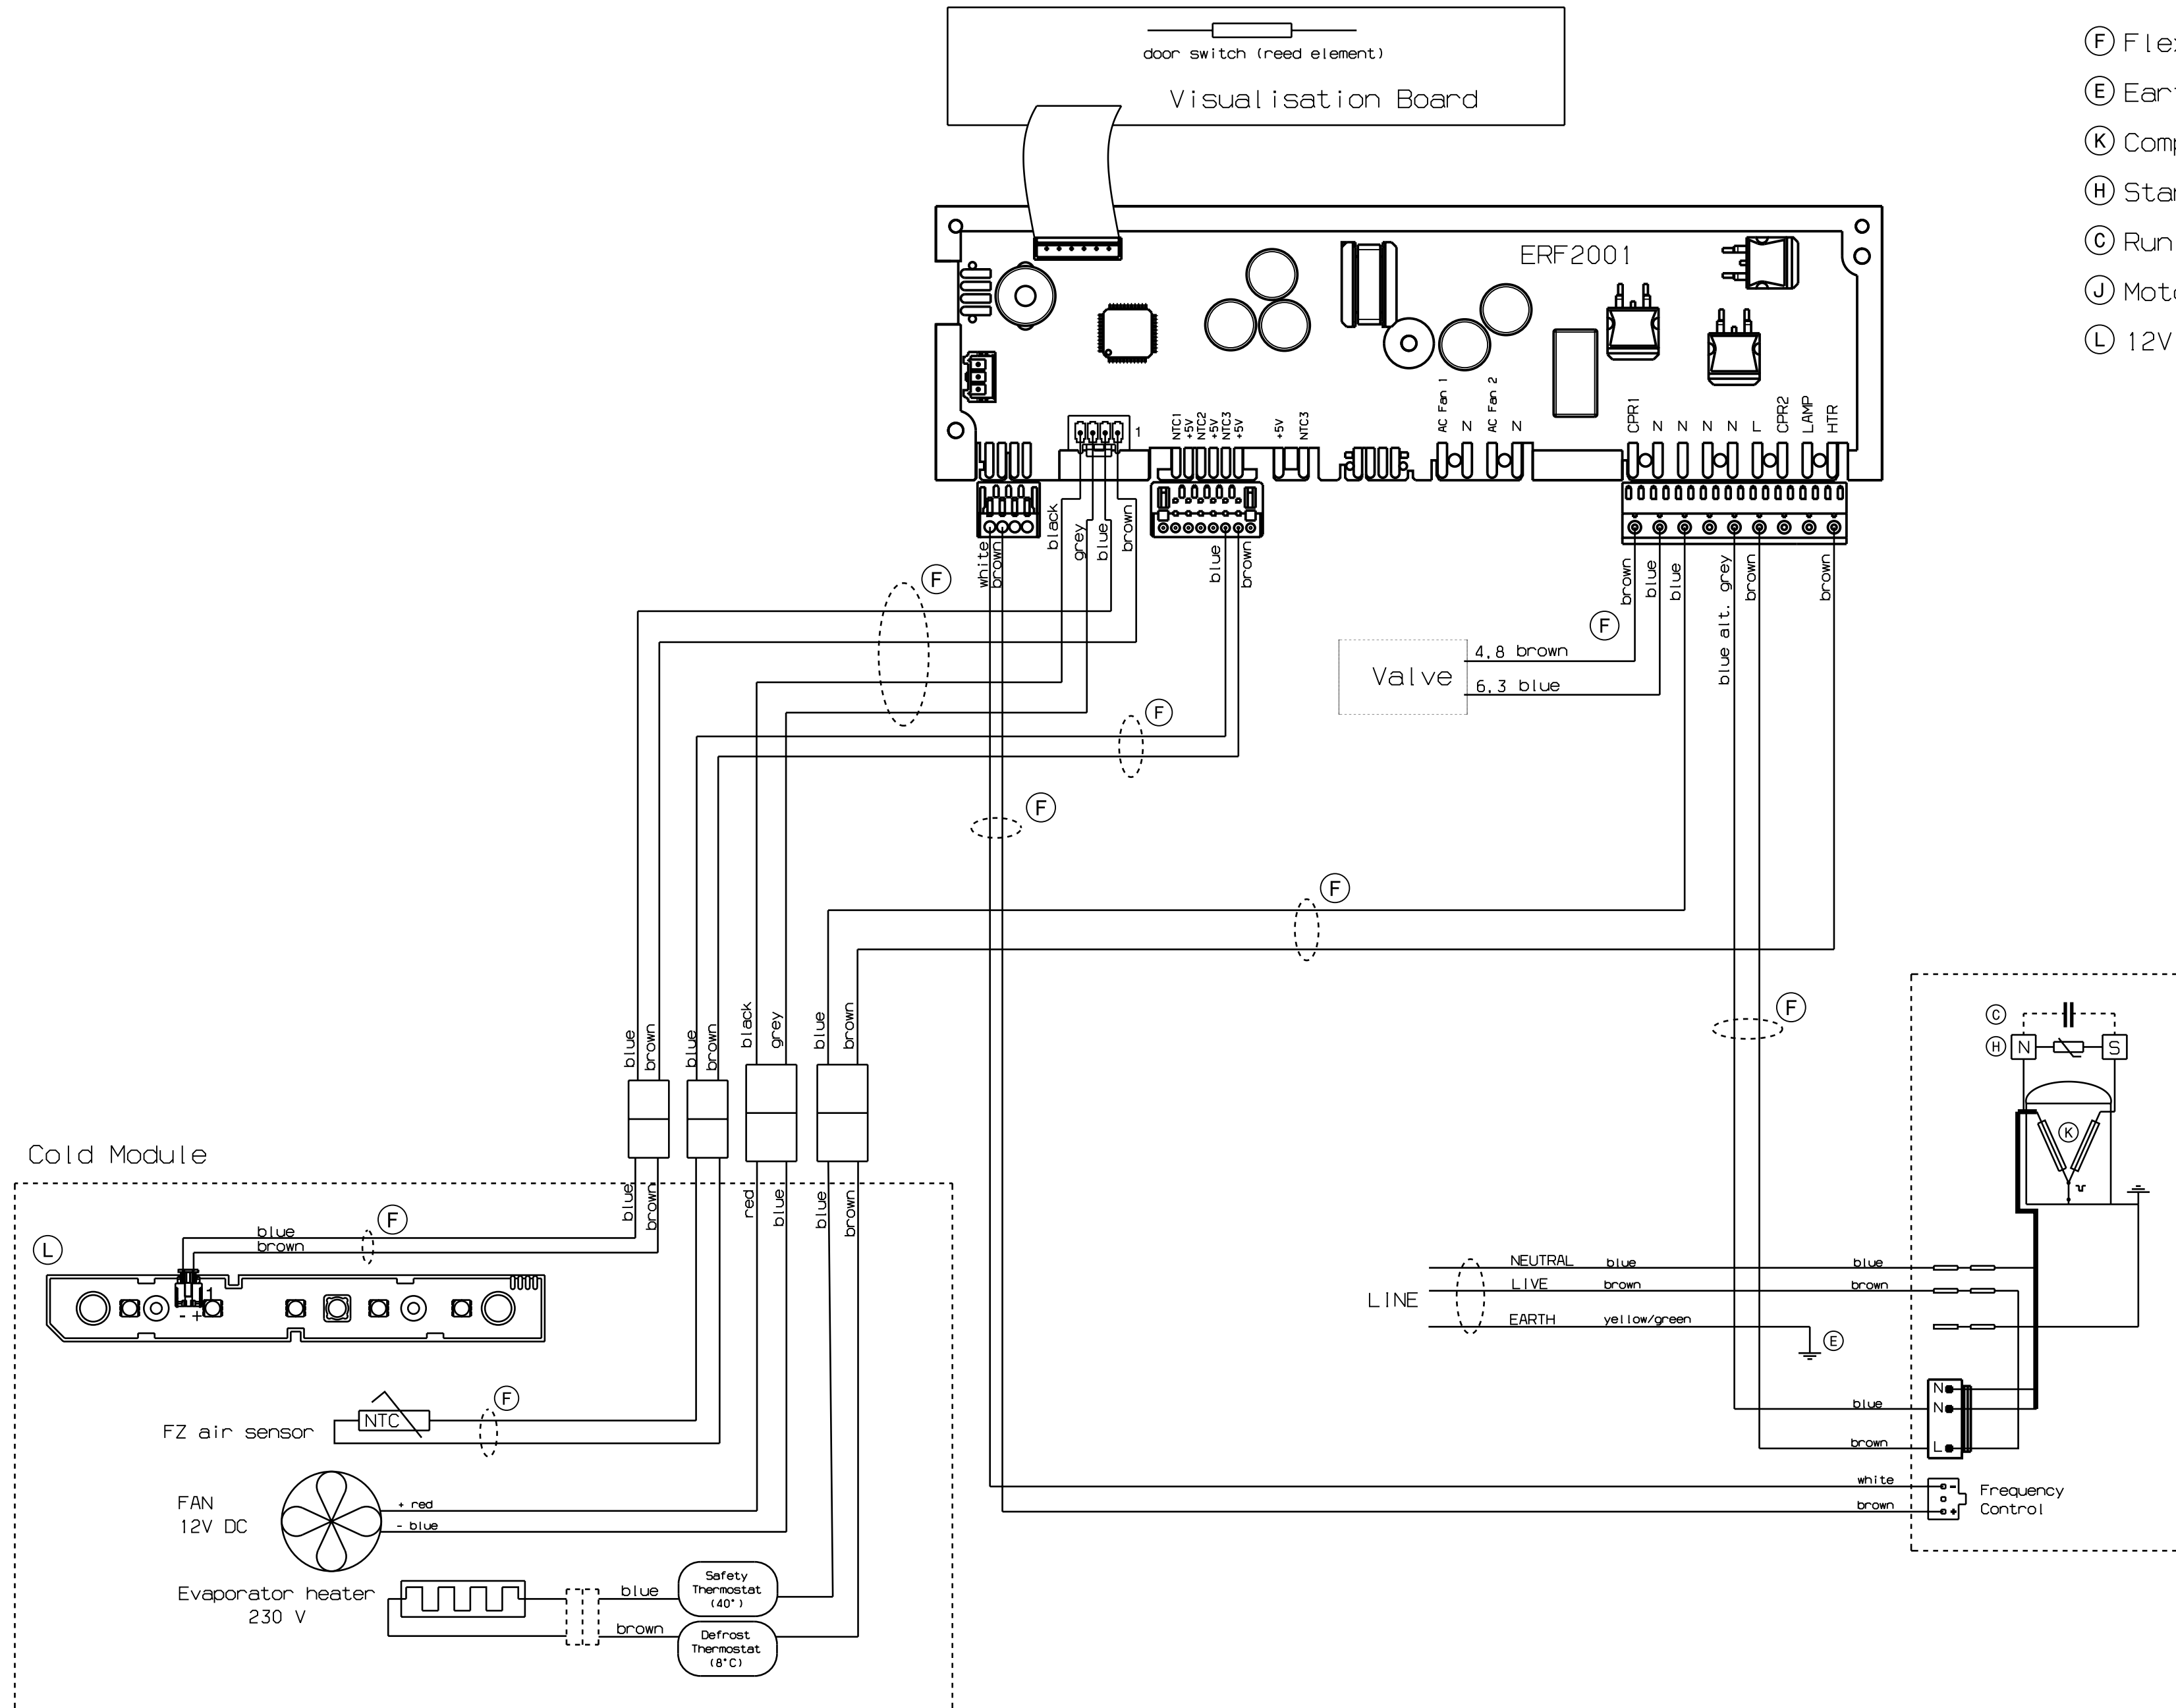 door switch (reed element)
Visualisation Board
F
E
K
H
C
J
L 12V
ERF2001
1
NTC1
+5V
NTC2
+5V
NTC3
+5V
+5V
NTC3
AC Fan 1
N
AC Fan 2
N
CPR1
N
N
N
N
L
CPR2
LAMP
HTR
white
brown
black
grey
blue
brown
blue
brown
brown
blue
blue
blue alt. grey
brown
brown
F
F
Valve
4,8 brown
6,3 blue
F
F
F
F
blue
brown
blue
brown
black
grey
blue
brown
Cold Module
blue
brown
red
blue
blue
brown
L
blue
brown
F
1
- +
FZ air sensor
NTC
F
FAN
12V DC
+ red
- blue
Evaporator heater
230 V
blue
brown
Safety
Thermostat
(40°)
Defrost
Thermostat
(8°C)
C
H N S
K
LINE
NEUTRAL blue blue
LIVE brown brown
EARTH yellow/green
E
N
blue N
brown L
white -
brown +
Frequency
Control